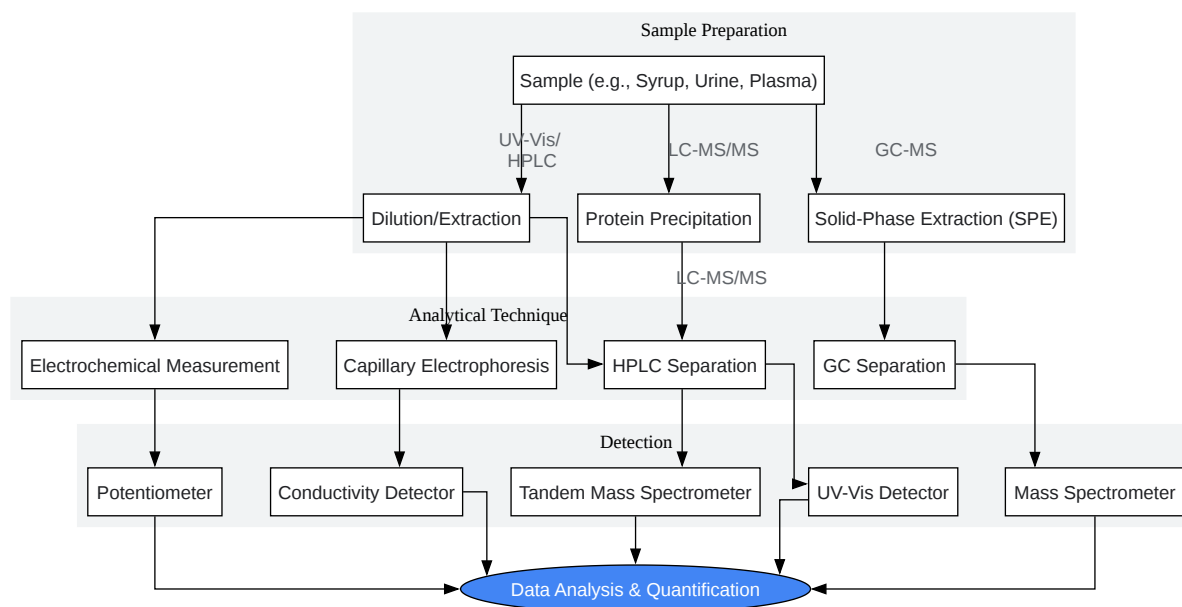 Sample Preparation
Sample (e.g., Syrup, Urine, Plasma)
UV-Vis/
HPLC
LC-MS/MS
GC-MS
Dilution/Extraction
Protein Precipitation
Solid-Phase Extraction (SPE)
LC-MS/MS
Analytical Technique
Electrochemical Measurement
Capillary Electrophoresis
HPLC Separation
GC Separation
Detection
Potentiometer
Conductivity Detector
Tandem Mass Spectrometer
UV-Vis Detector
Mass Spectrometer
Data Analysis & Quantification